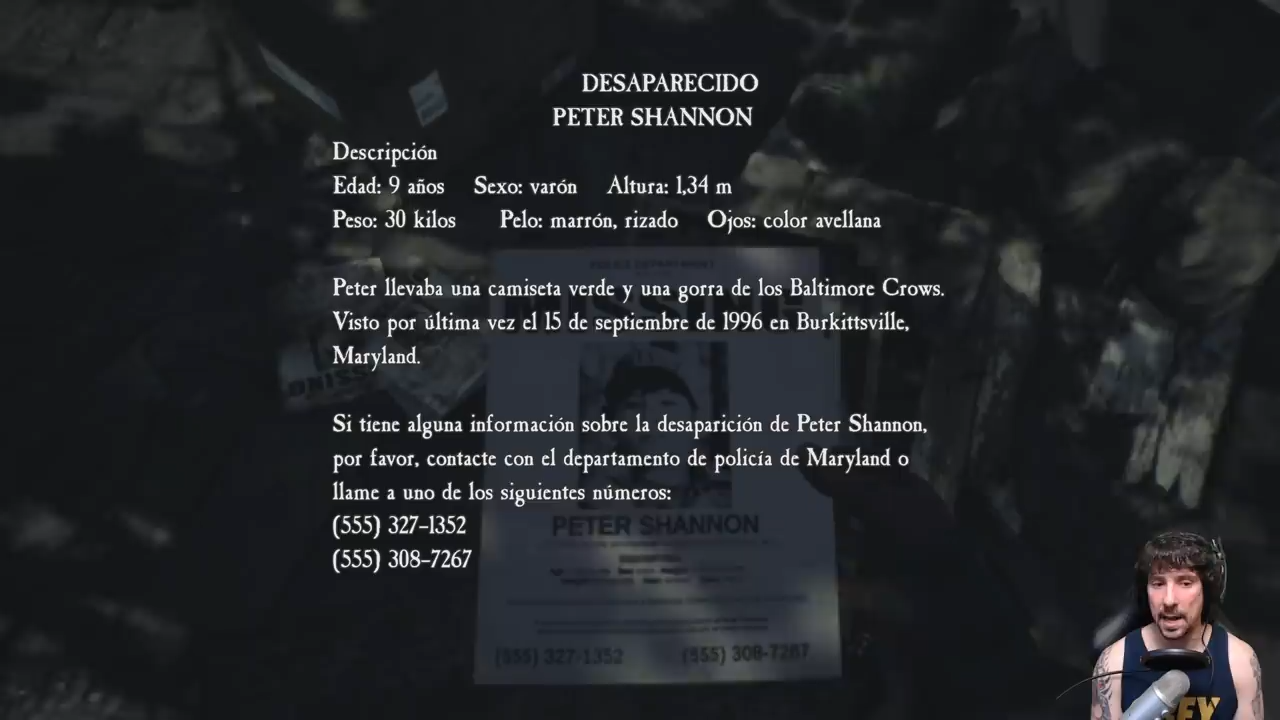 DESAPARECIDO
PETER SHANNON
Descripción
Edad: 9 años Sexo: varón Altura: 1,34 m
Peso: 30 kilos Pelo: marrón, rizado Ojos: color avellana
Peter llevaba una camiseta verde y una gorra de los Baltimore Crows.
Visto por última vez el 15 de septiembre de 1996 en Burkittsville,
Maryland.
Si tiene alguna información sobre la desaparición de Peter Shannon,
por favor, contacte con el departamento de policía de Maryland o
llame a uno de los siguientes números:
(555) 327-1352
(555) 308-7267
MISSING
PETER SHANNON
(555) 327-1352 (555) 308-7267